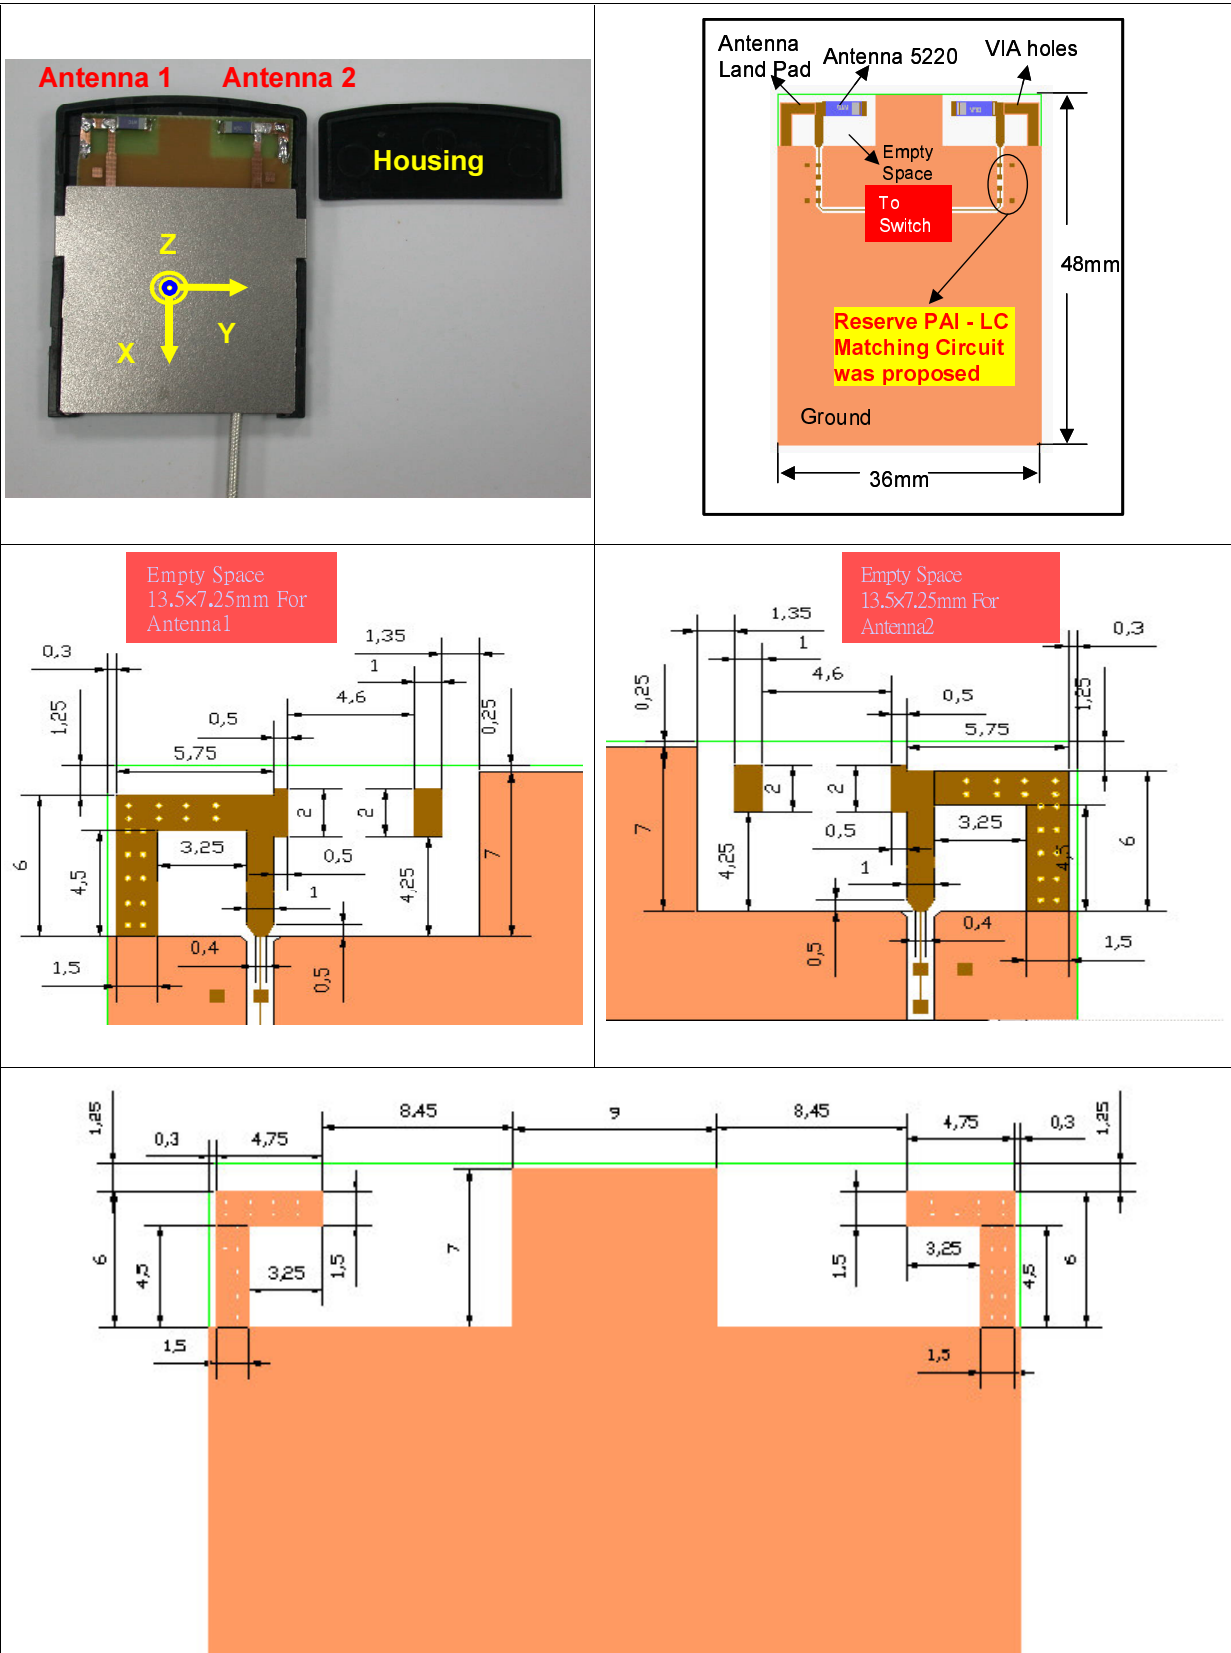 Antenna 1
Antenna 2
Housing
Z
Y
X
Antenna
Land Pad
Antenna 5220
VIA holes
Empty
Space
To
Switch
48mm
Reserve PAI - LC
Matching Circuit
was proposed
Ground
36mm
Empty Space
13.5×7.25mm For
Antenna1
0,3
1,35
1
4,6
1,25
0,5
0,25
5,75
2
2
3,25
0,5
7
6
4,5
4,25
1
0,4
0,5
1,5
Empty Space
13.5×7.25mm For
Antenna2
1,35
0,3
1
4,6
0,25
0,5
1,25
5,75
2
2
3,25
0,5
7
4,25
1
4,5
6
0,4
0,5
1,5
1,25
8,45
9
8,45
1,25
0,3
4,75
4,75
0,3
6
4,5
3,25
1,5
7
1,5
3,25
4,5
6
1,5
1,5